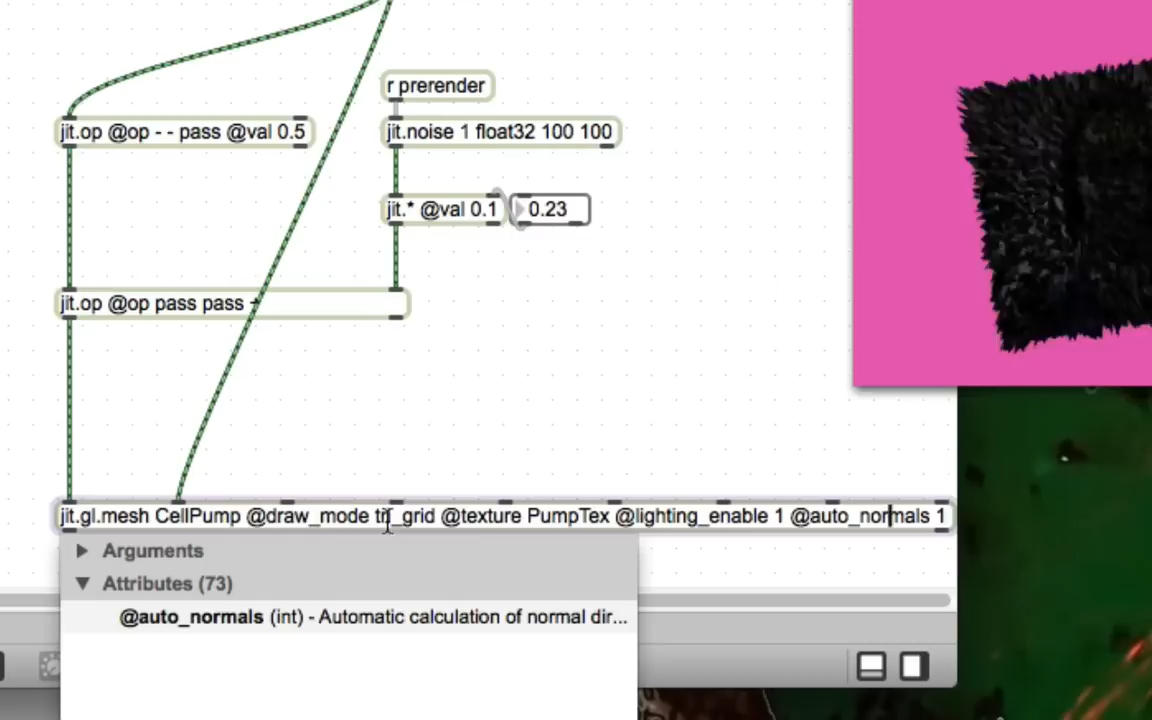 r prerender
jit.op @op - - pass @val 0.5
jit.noise 1 float32 100 100
jit.* @val 0.1
0.23
jit.op @op pass pass +
jit.gl.mesh CellPump @draw_mode tri_grid @texture PumpTex @lighting_enable 1 @auto_normals 1
Arguments
Attributes (73)
@auto_normals (int) - Automatic calculation of normal dir...